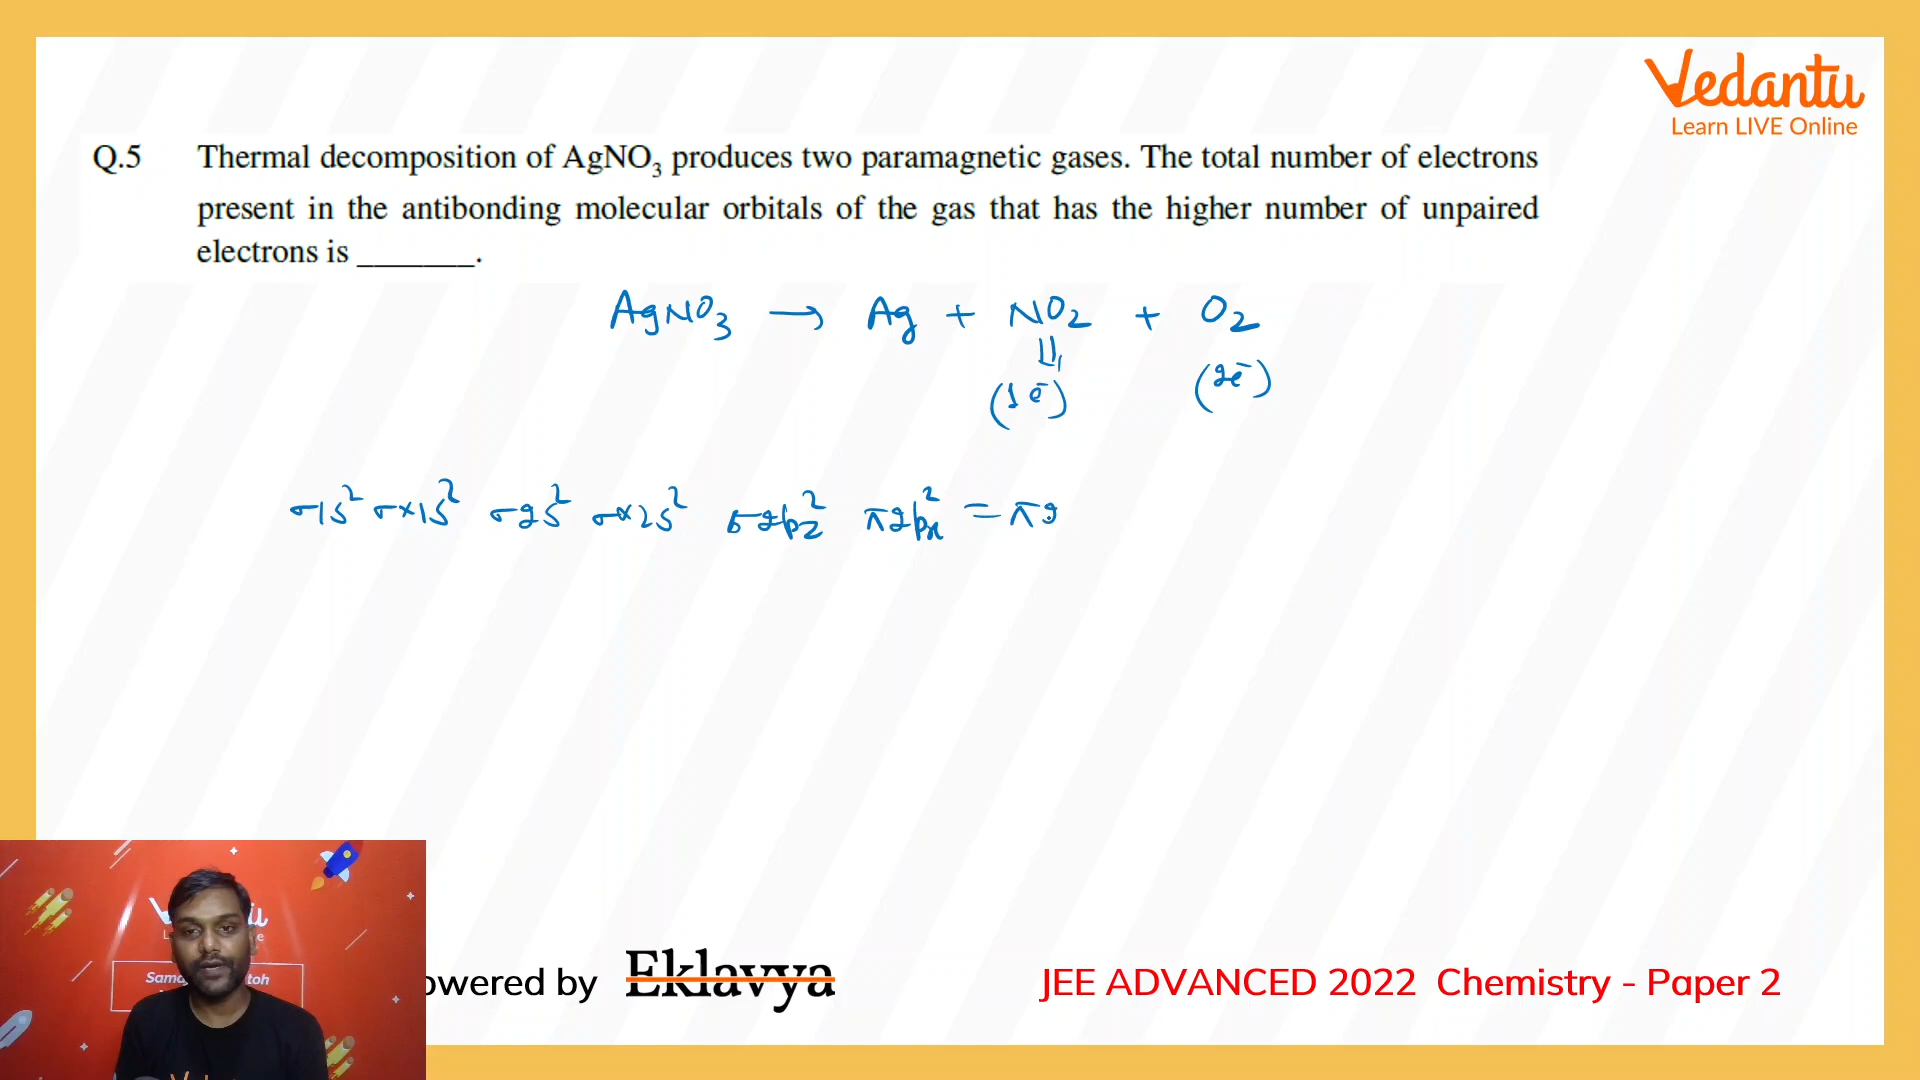 Vedantu
Learn LIVE Online
Q.5 Thermal decomposition of AgNO₃ produces two paramagnetic gases. The total number of electrons
present in the antibonding molecular orbitals of the gas that has the higher number of unpaired
electrons is _______.
AgNO₃ → Ag + NO₂ + O₂
(1e⁻) (2e⁻)
σ1s² σ*1s² σ2s² σ*2s² σ2pz² π2px² = π2
owered by Eklavya
JEE ADVANCED 2022 Chemistry - Paper 2